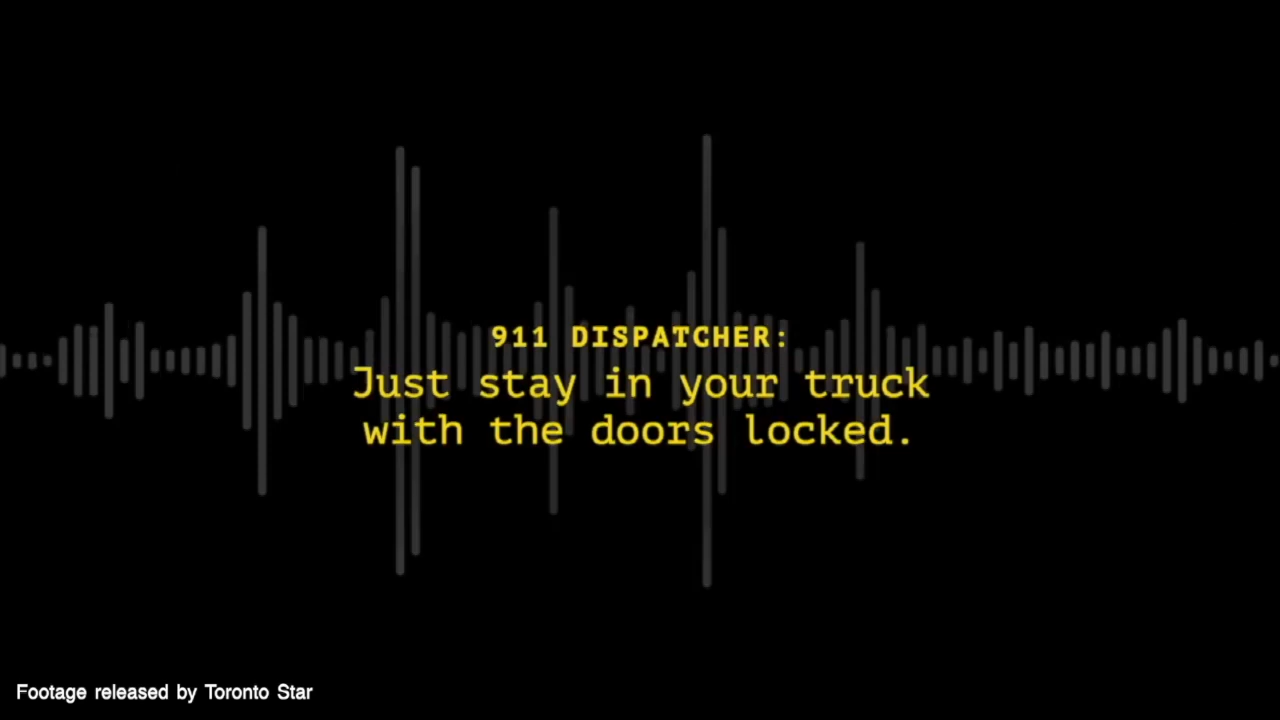 911 DISPATCHER:
Just stay in your truck
with the doors locked.
Footage released by Toronto Star